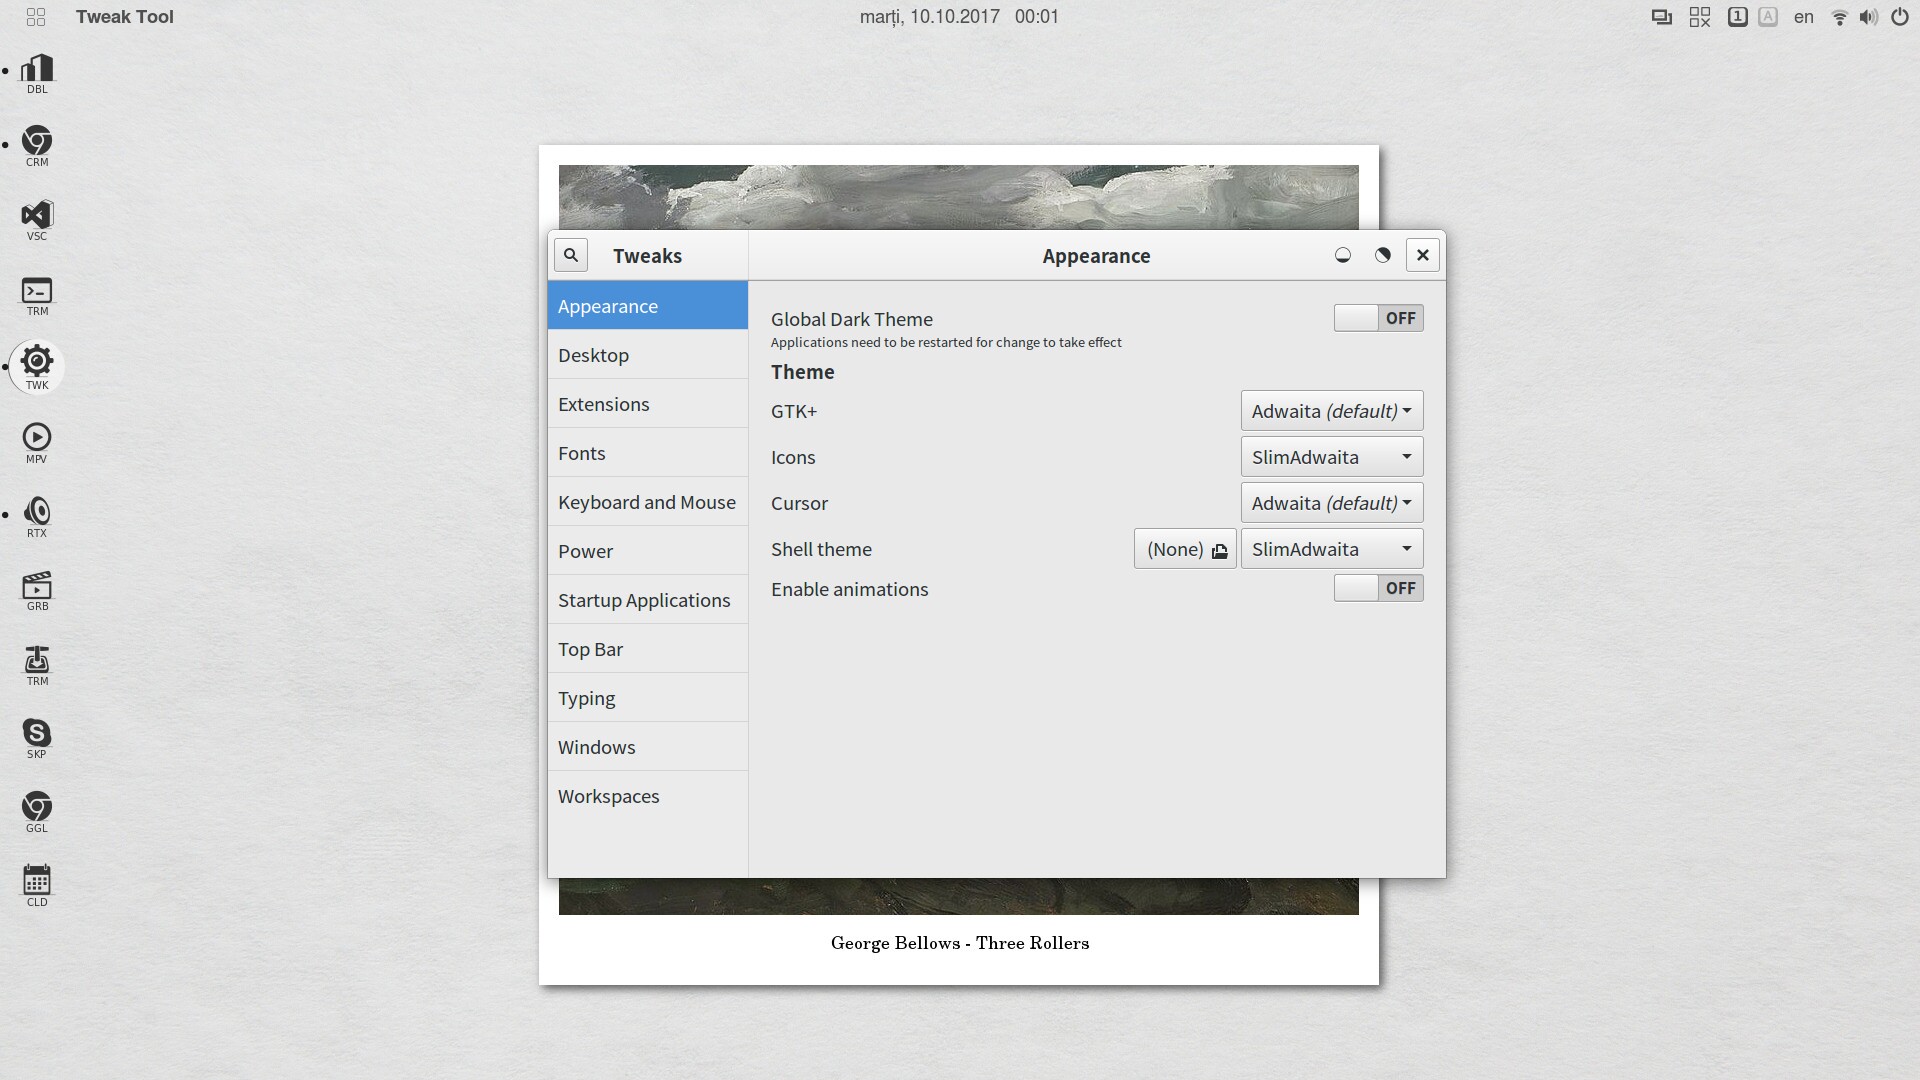 Tweak Tool
marți, 10.10.2017 00:01
1 A en
DBL
CRM
VSC
TRM
TWK
MPV
RTX
GRB
TRM
SKP
GGL
CLD
Tweaks
Appearance
Appearance
Desktop
Extensions
Fonts
Keyboard and Mouse
Power
Startup Applications
Top Bar
Typing
Windows
Workspaces
Global Dark Theme OFF
Applications need to be restarted for change to take effect
Theme
GTK+ Adwaita (default)
Icons SlimAdwaita
Cursor Adwaita (default)
Shell theme (None) SlimAdwaita
Enable animations OFF
George Bellows - Three Rollers